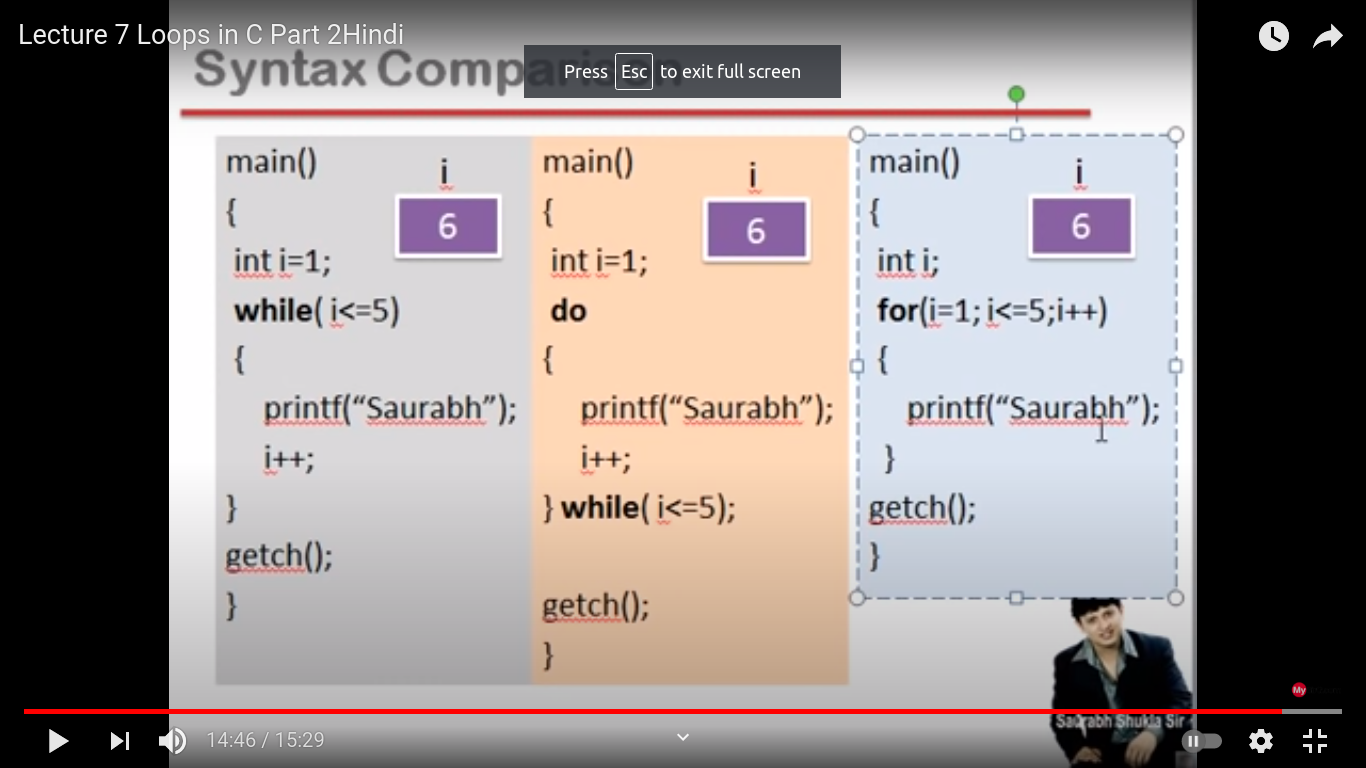 Lecture 7 Loops in C Part 2Hindi
Press Esc to exit full screen
Syntax Comparison
main()
i
6
{
int i=1;
while( i<=5)
{
printf(“Saurabh”);
i++;
}
getch();
}
main()
i
6
{
int i=1;
do
{
printf(“Saurabh”);
i++;
} while( i<=5);
getch();
}
main()
i
6
{
int i;
for(i=1; i<=5;i++)
{
printf(“Saurabh”);
}
getch();
}
Saurabh Shukla Sir
My
14:46 / 15:29